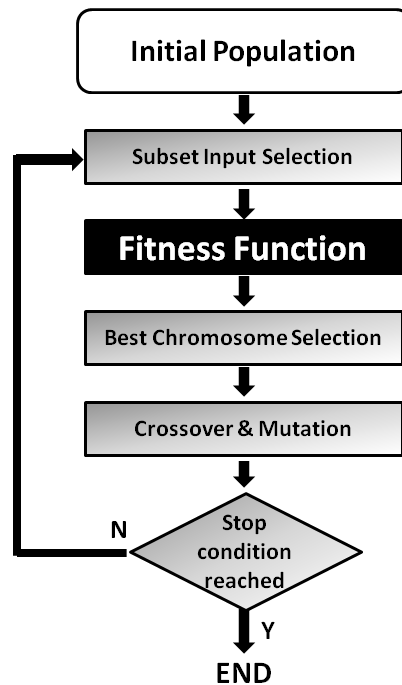 Initial Population
Subset Input Selection
Fitness Function
Best Chromosome Selection
Crossover & Mutation
Stop
condition
reached
N
Y
END